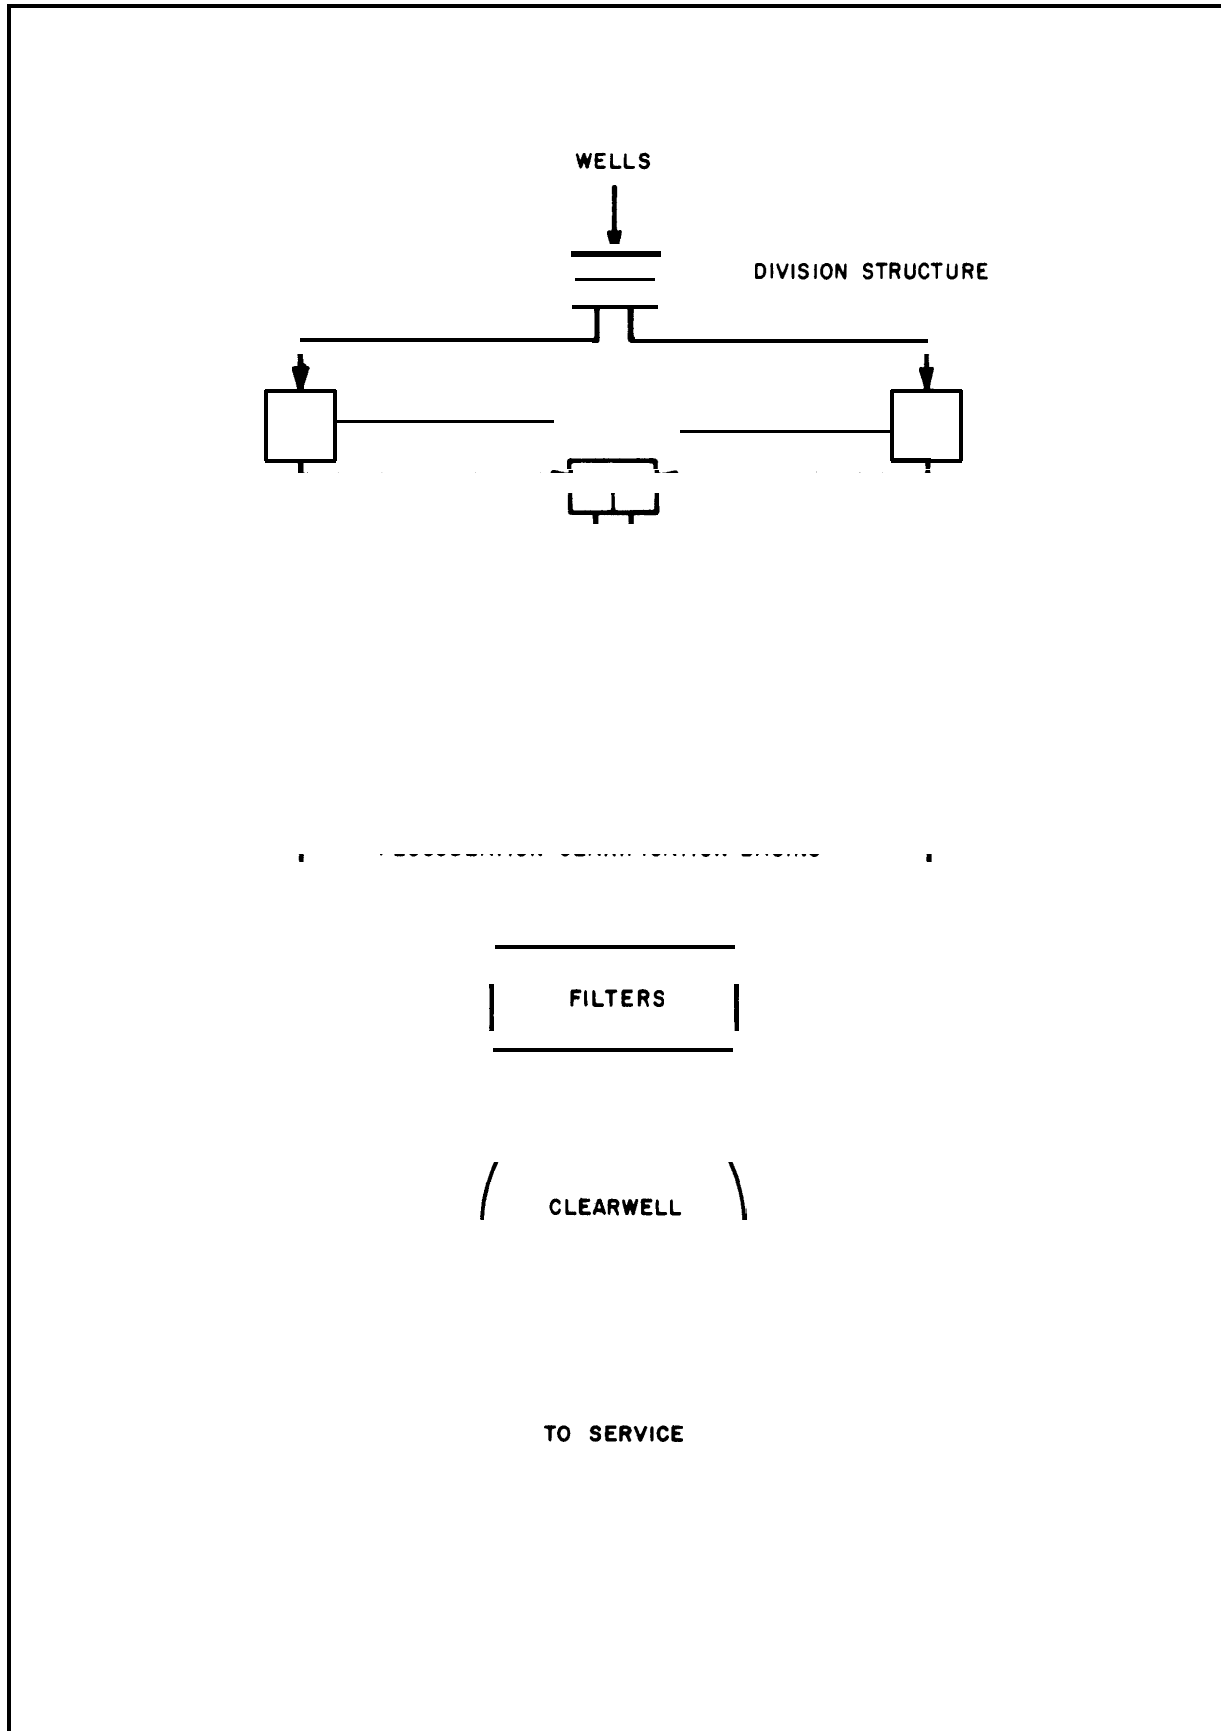 WELLS
DIVISION STRUCTURE
FILTERS
CLEARWELL
TO SERVICE